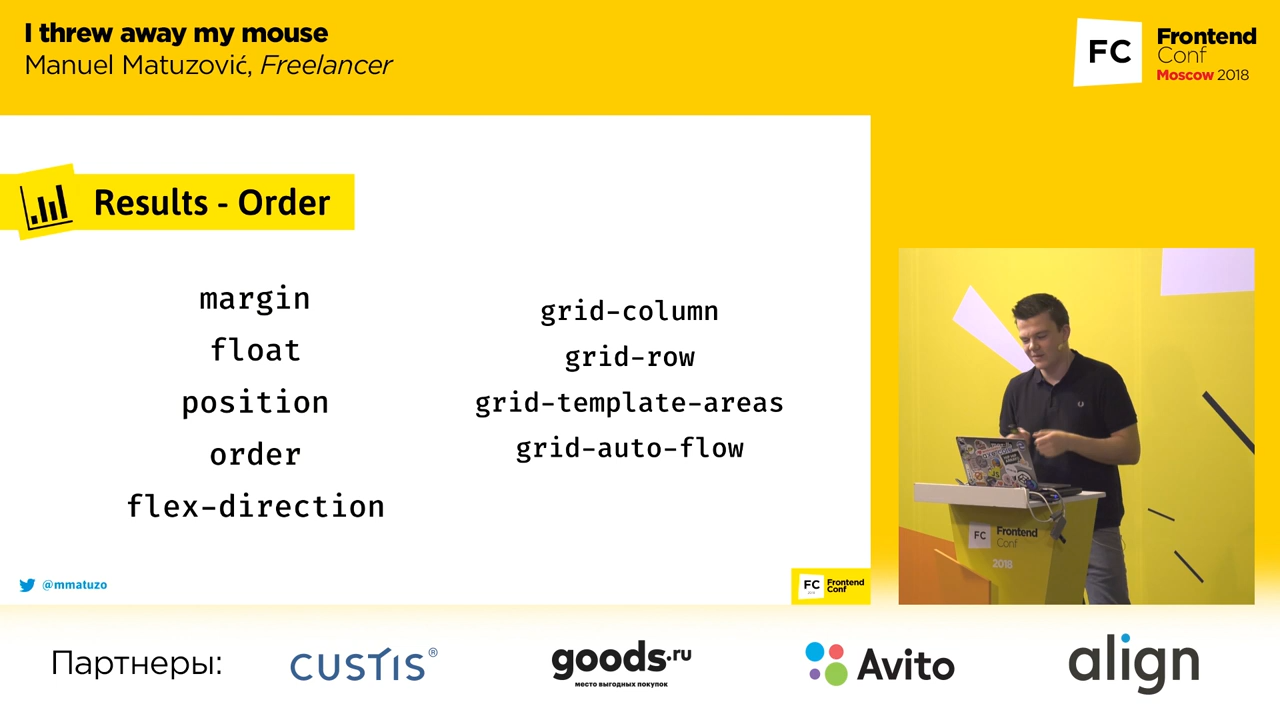 I threw away my mouse
Manuel Matuzović, Freelancer
FC
Frontend
Conf
Moscow 2018
Results - Order
margin
float
position
order
flex-direction
grid-column
grid-row
grid-template-areas
grid-auto-flow
@mmatuzo
FC
Frontend
Conf
FC
Frontend
Conf
2018
Партнеры:
CUSTIS®
goods.ru
место выгодных покупок
Avito
align